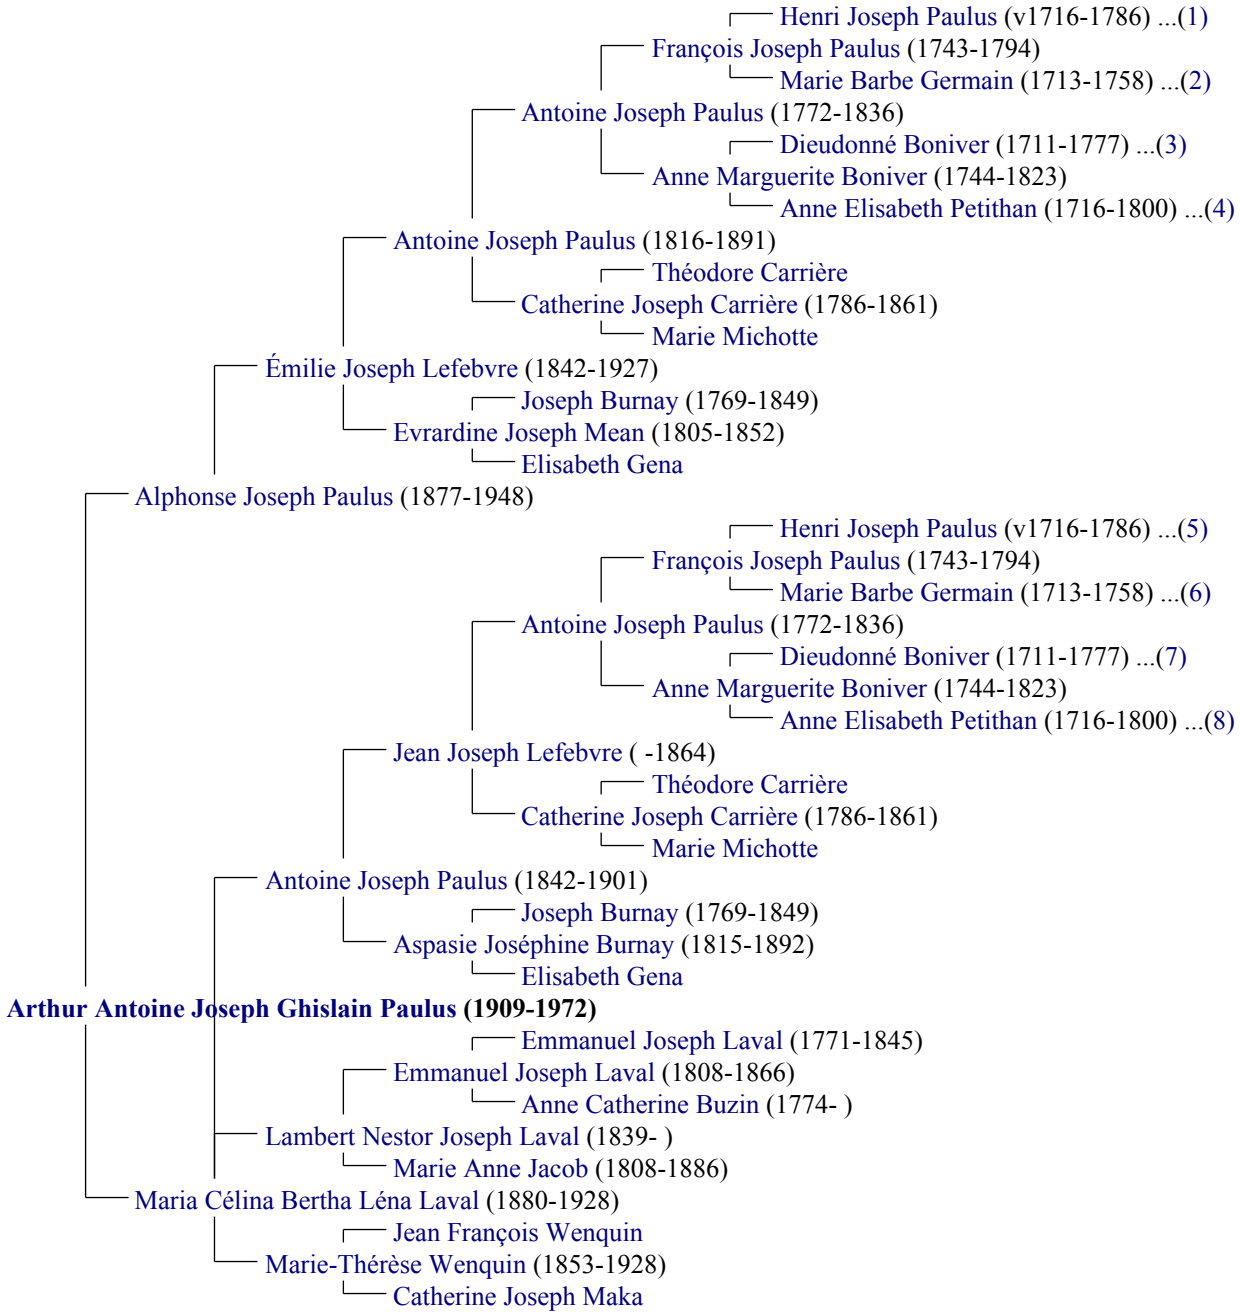 Henri Joseph Paulus (v1716-1786) ...(1)
François Joseph Paulus (1743-1794)
Marie Barbe Germain (1713-1758) ...(2)
Antoine Joseph Paulus (1772-1836)
Dieudonné Boniver (1711-1777) ...(3)
Anne Marguerite Boniver (1744-1823)
Anne Elisabeth Petithan (1716-1800) ...(4)
Antoine Joseph Paulus (1816-1891)
Théodore Carrière
Catherine Joseph Carrière (1786-1861)
Marie Michotte
Émilie Joseph Lefebvre (1842-1927)
Joseph Burnay (1769-1849)
Evrardine Joseph Mean (1805-1852)
Elisabeth Gena
Alphonse Joseph Paulus (1877-1948)
Henri Joseph Paulus (v1716-1786) ...(5)
François Joseph Paulus (1743-1794)
Marie Barbe Germain (1713-1758) ...(6)
Antoine Joseph Paulus (1772-1836)
Dieudonné Boniver (1711-1777) ...(7)
Anne Marguerite Boniver (1744-1823)
Anne Elisabeth Petithan (1716-1800) ...(8)
Jean Joseph Lefebvre ( -1864)
Théodore Carrière
Catherine Joseph Carrière (1786-1861)
Marie Michotte
Antoine Joseph Paulus (1842-1901)
Joseph Burnay (1769-1849)
Aspasie Joséphine Burnay (1815-1892)
Elisabeth Gena
Arthur Antoine Joseph Ghislain Paulus (1909-1972)
Emmanuel Joseph Laval (1771-1845)
Emmanuel Joseph Laval (1808-1866)
Anne Catherine Buzin (1774- )
Lambert Nestor Joseph Laval (1839- )
Marie Anne Jacob (1808-1886)
Maria Célina Bertha Léna Laval (1880-1928)
Jean François Wenquin
Marie-Thérèse Wenquin (1853-1928)
Catherine Joseph Maka